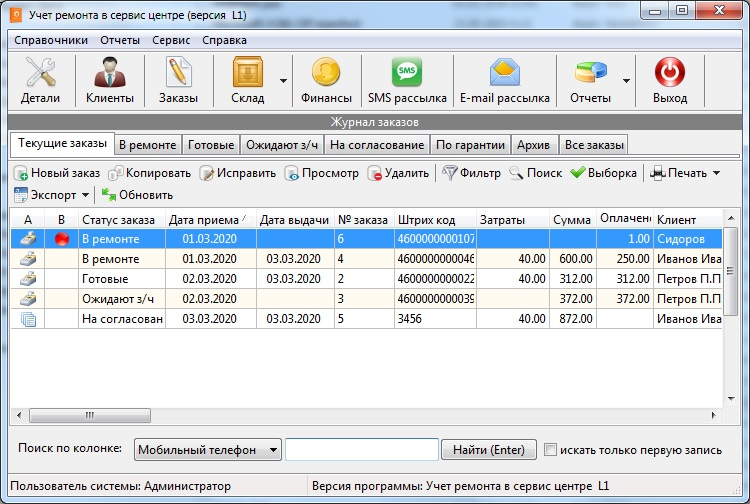 Учет ремонта в сервис центре (версия L1)
Справочники Отчеты Сервис Справка
SMS
Детали Клиенты Заказы Склад Финансы SMS рассылка E-mail рассылка Отчеты Выход
Журнал заказов
Текущие заказы В ремонте Готовые Ожидают з/ч На согласование По гарантии Архив Все заказы
Новый заказ Копировать Исправить Просмотр Удалить Фильтр Поиск Выборка Печать
Экспорт Обновить
А В Статус заказа Дата приема Дата выдачи № заказа Штрих код Затраты Сумма Оплачено Клиент
В ремонте 01.03.2020 6 4600000000107 1.00 Сидоров
В ремонте 01.03.2020 03.03.2020 4 4600000000046 40.00 600.00 250.00 Иванов Ива
Готовые 02.03.2020 03.03.2020 2 4600000000022 40.00 312.00 312.00 Петров П.П
Ожидают з/ч 02.03.2020 3 4600000000039 372.00 372.00 Петров П.П
На согласован 03.03.2020 03.03.2020 5 3456 40.00 872.00 Иванов Ива
Поиск по колонке: Мобильный телефон Найти (Enter) искать только первую запись
Пользователь системы: Администратор Версия программы: Учет ремонта в сервис центре L1